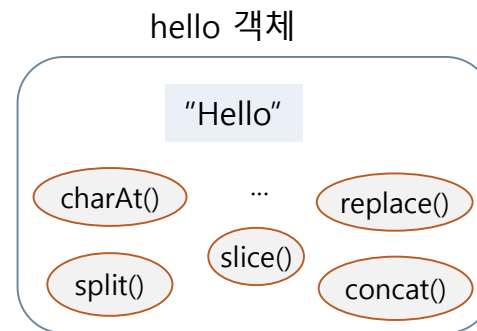 hello 객체
"Hello"
charAt()
...
replace()
slice()
split()
concat()